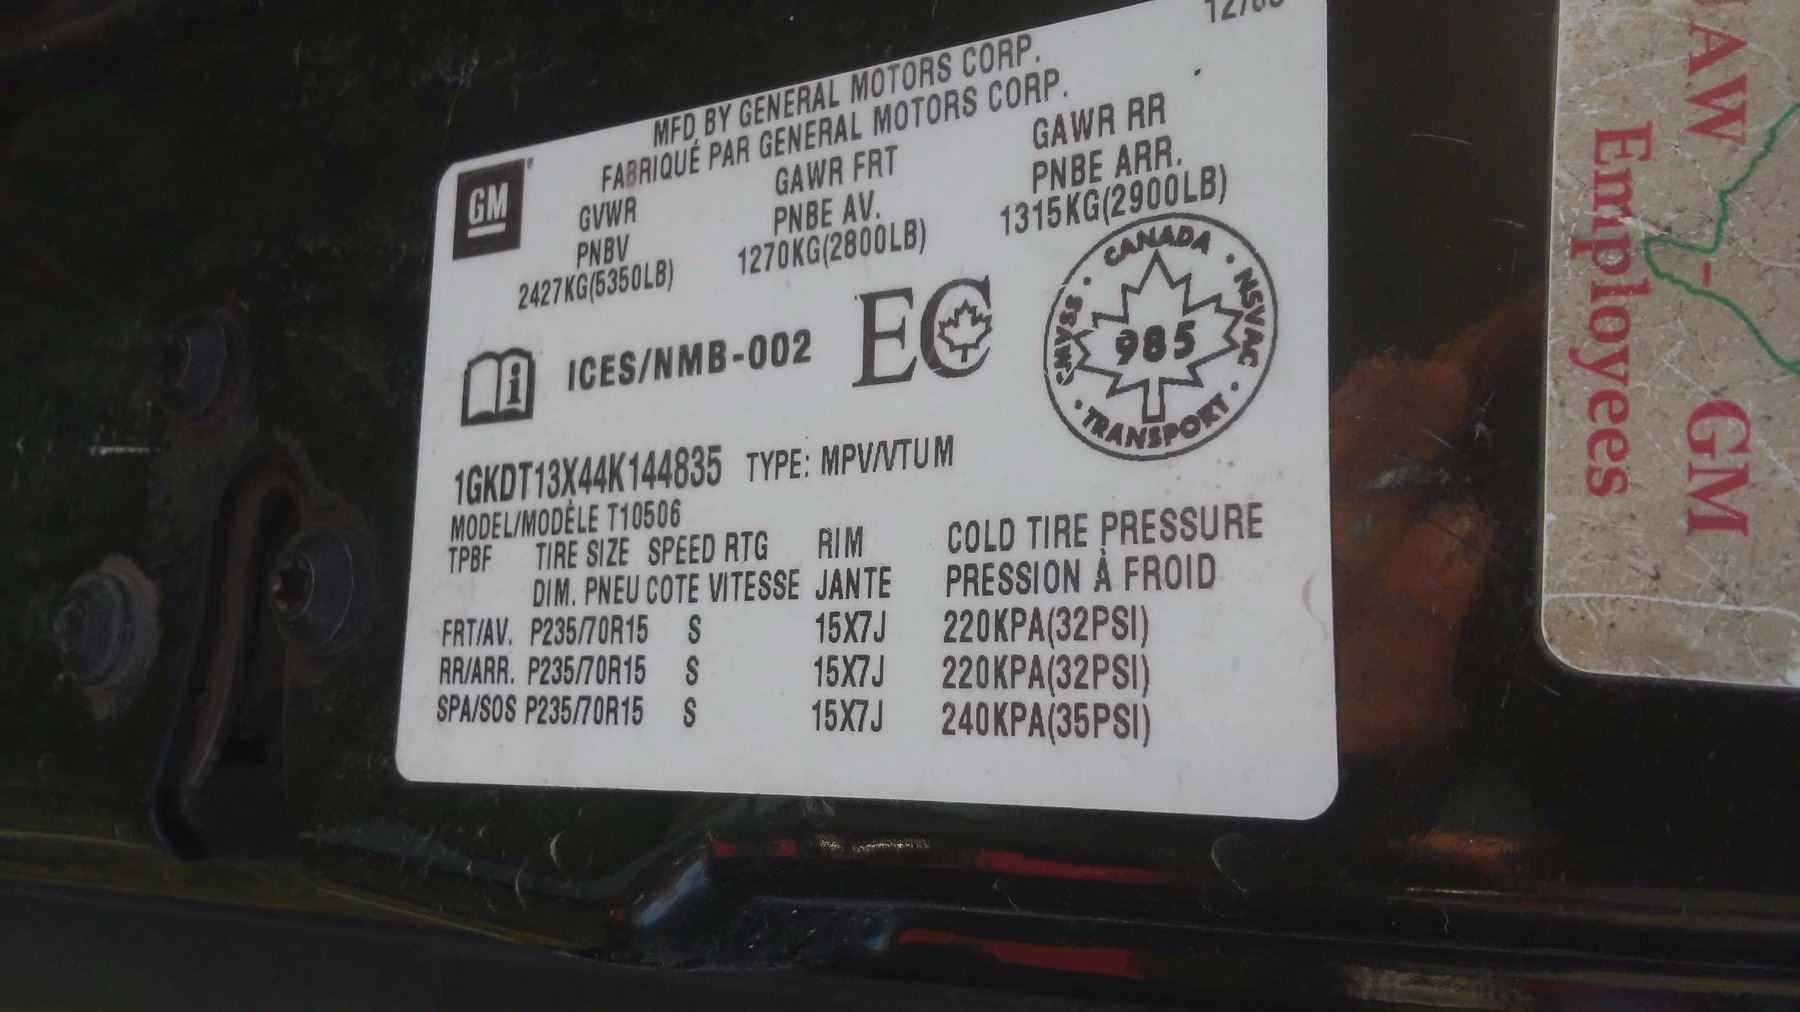 MFD BY GENERAL MOTORS CORP.
FABRIQUÉ PAR GENERAL MOTORS CORP.
GM
GVWR GAWR FRT GAWR RR
PNBV PNBE AV. PNBE ARR.
2427KG(5350LB) 1270KG(2800LB) 1315KG(2900LB)
ICES/NMB-002 EC
CANADA · NSVAC · TRANSPORT · CMVSS ·
985
1GKDT13X44K144835 TYPE: MPV/VTUM
MODEL/MODÈLE T10506
TPBF TIRE SIZE SPEED RTG RIM COLD TIRE PRESSURE
DIM. PNEU COTE VITESSE JANTE PRESSION À FROID
FRT/AV. P235/70R15 S 15X7J 220KPA(32PSI)
RR/ARR. P235/70R15 S 15X7J 220KPA(32PSI)
SPA/SOS P235/70R15 S 15X7J 240KPA(35PSI)
AW - GM
Employees